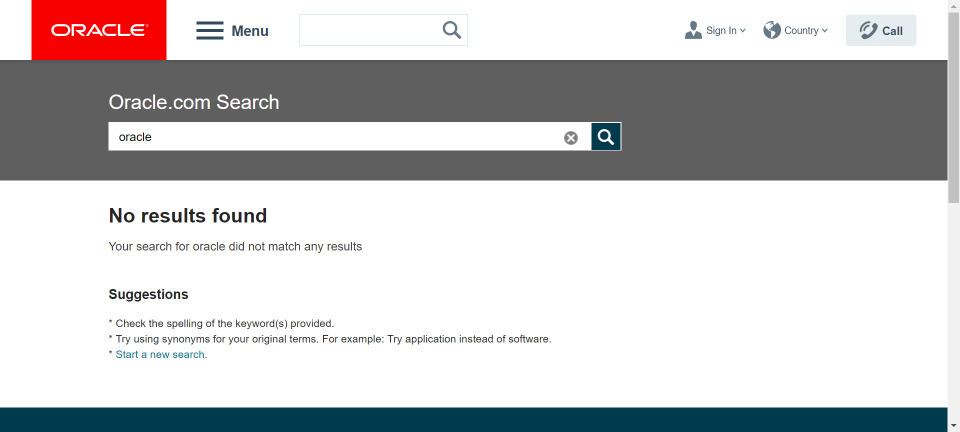 ORACLE
Menu
Sign In
Country
Call
Oracle.com Search
oracle
No results found
Your search for oracle did not match any results
Suggestions
* Check the spelling of the keyword(s) provided.
* Try using synonyms for your original terms. For example: Try application instead of software.
* Start a new search.